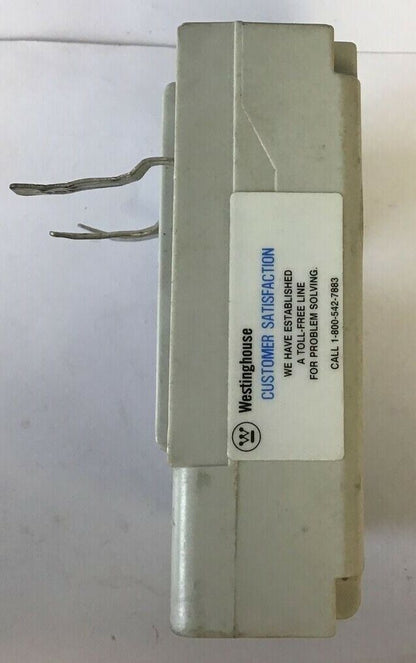 Westinghouse
CUSTOMER SATISFACTION
WE HAVE ESTABLISHED
A TOLL-FREE LINE
FOR PROBLEM SOLVING.
CALL 1-800-542-7883